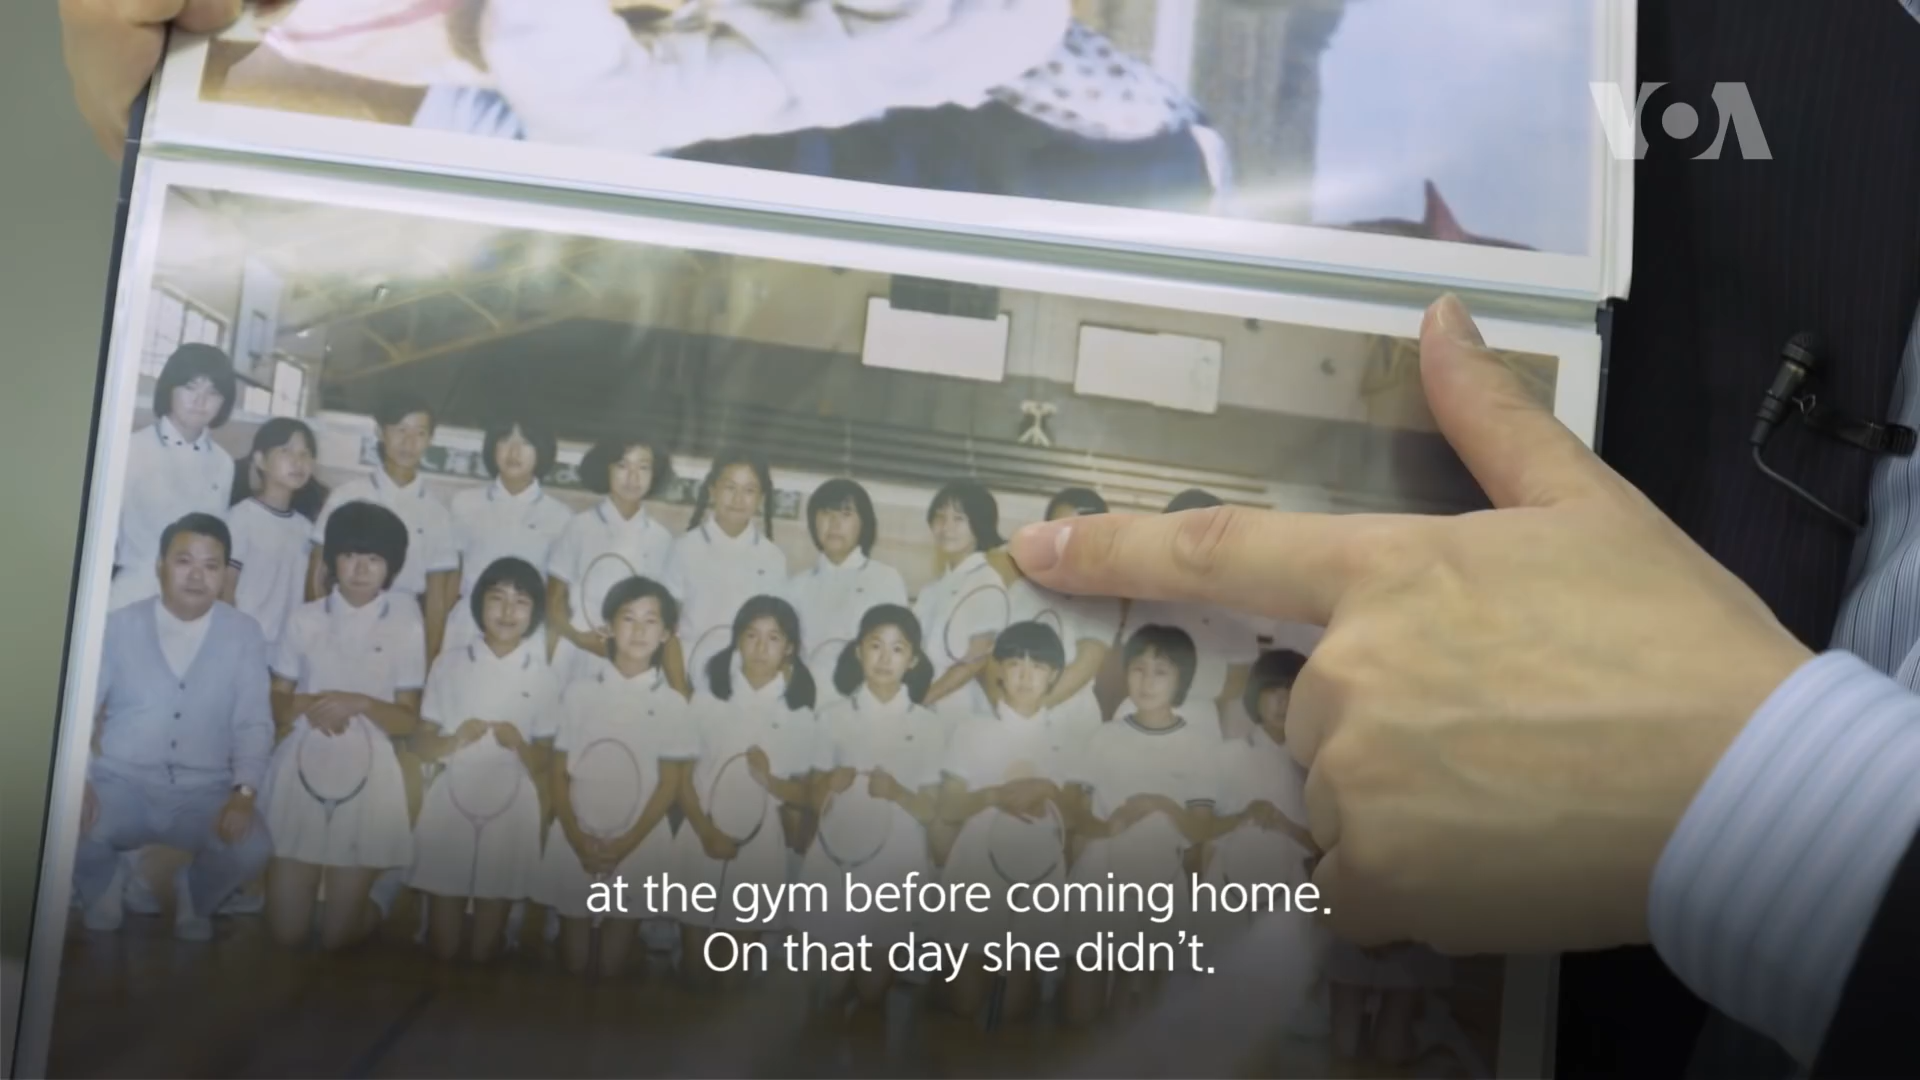 VOA
at the gym before coming home.
On that day she didn't.